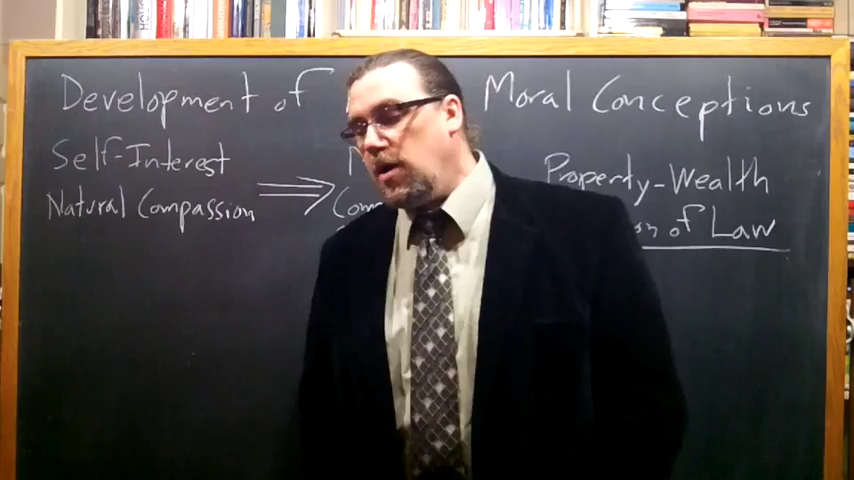 Development of Moral Conceptions
Self-Interest
Natural Compassion
Property-Wealth
of Law